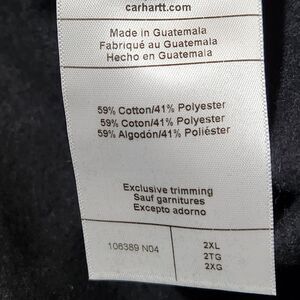 carhartt.com
Made in Guatemala
Fabriqué au Guatemala
Hecho en Guatemala
59% Cotton/41% Polyester
59% Coton/41% Polyester
59% Algodón/41% Poliéster
Exclusive trimming
Sauf garnitures
Excepto adorno
106389 N04
2XL
2TG
2XG